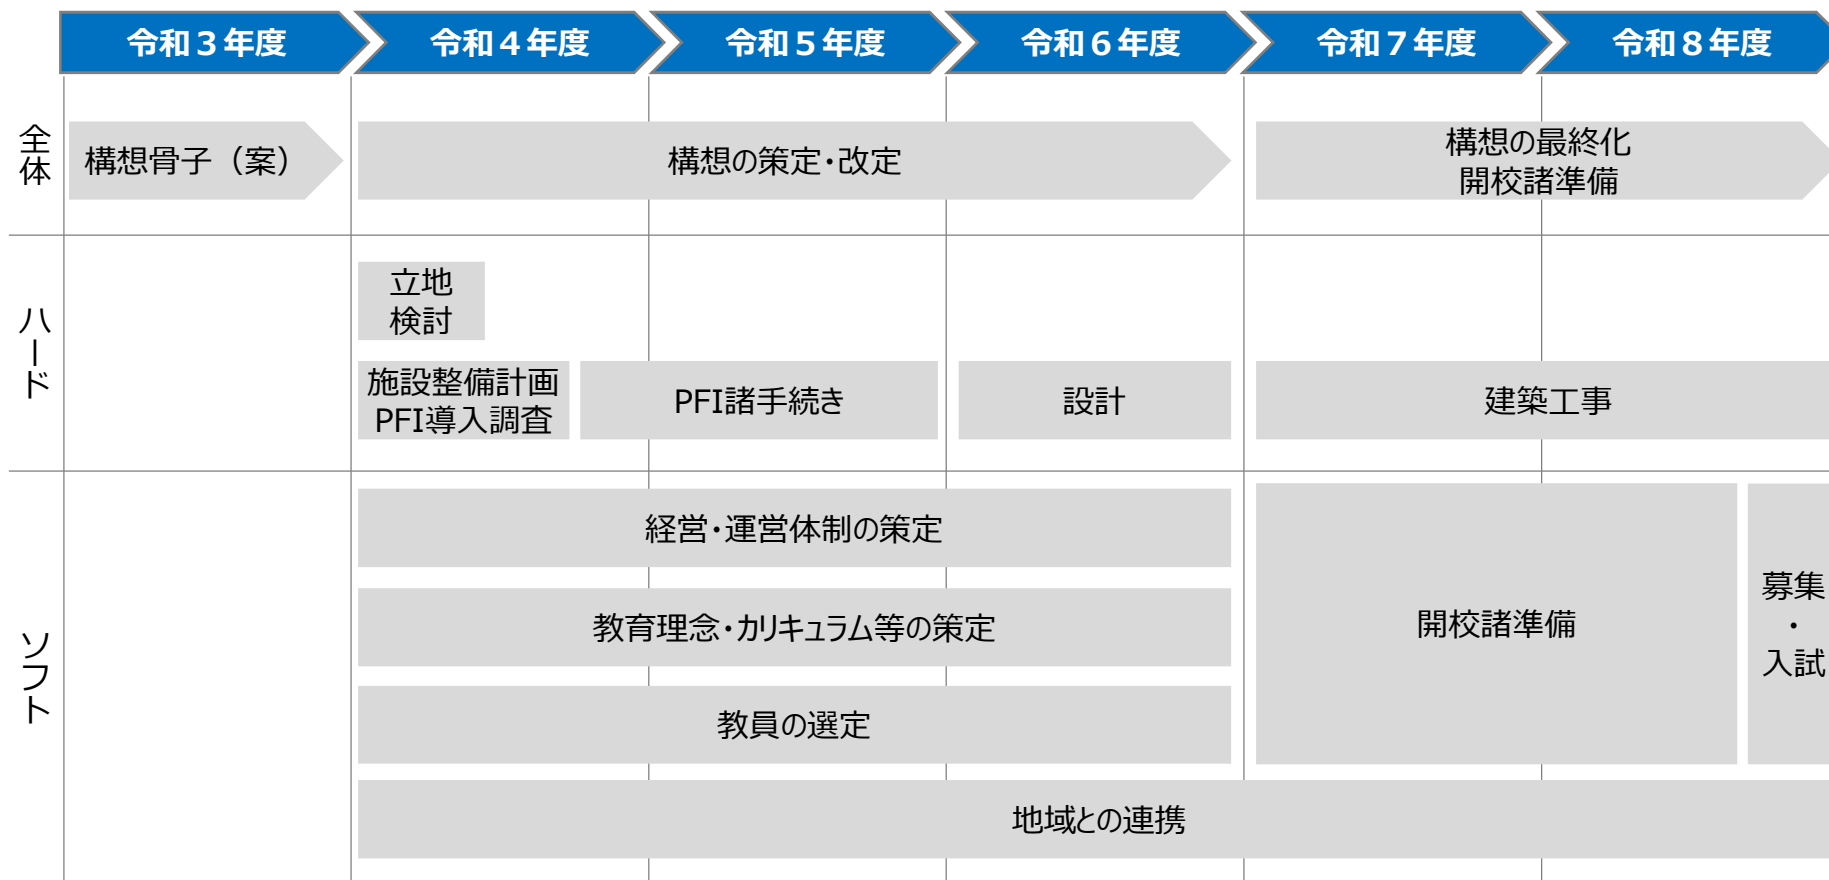 令和３年度
令和４年度
令和５年度
令和６年度
令和７年度
令和８年度
全体
構想骨子（案）
構想の策定・改定
構想の最終化
開校諸準備
ハード
立地
検討
施設整備計画
PFI導入調査
PFI諸手続き
設計
建築工事
ソフト
経営・運営体制の策定
教育理念・カリキュラム等の策定
教員の選定
開校諸準備
募集
・
入試
地域との連携